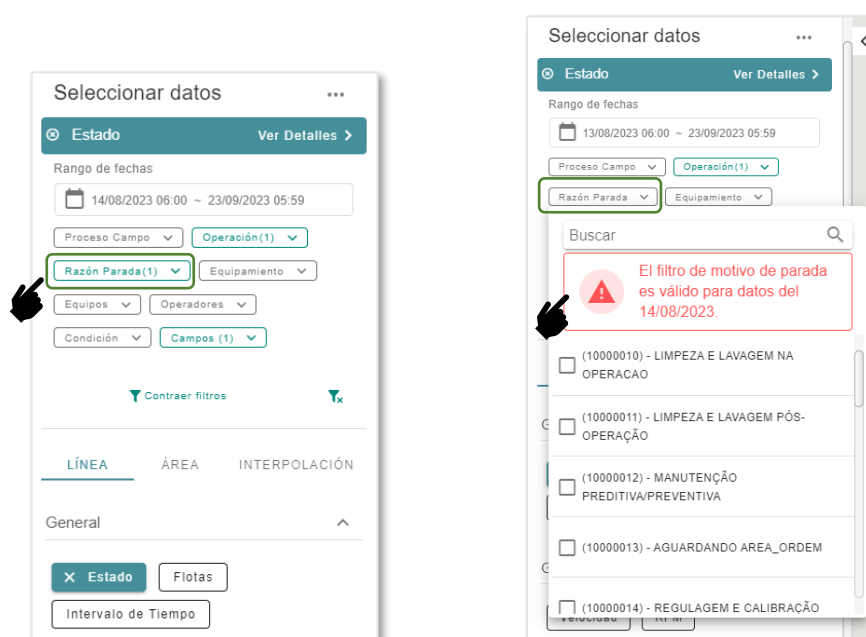 Seleccionar datos
Estado Ver Detalles
Rango de fechas
14/08/2023 06:00 ~ 23/09/2023 05:59
Proceso Campo Operación(1)
Razón Parada(1) Equipamiento
Equipos Operadores
Condición Campos (1)
Contraer filtros
LÍNEA ÁREA INTERPOLACIÓN
General
Estado Flotas
Intervalo de Tiempo
Seleccionar datos
Estado Ver Detalles
Rango de fechas
13/08/2023 06:00 ~ 23/09/2023 05:59
Proceso Campo Operación(1)
Razón Parada Equipamiento
Buscar
El filtro de motivo de parada
es válido para datos del
14/08/2023.
(10000010) - LIMPEZA E LAVAGEM NA
OPERACAO
(10000011) - LIMPEZA E LAVAGEM PÓS-
OPERAÇÃO
(10000012) - MANUTENÇÃO
PREDITIVA/PREVENTIVA
(10000013) - AGUARDANDO AREA_ORDEM
(10000014) - REGULAGEM E CALIBRAÇÃO
Velocidad RPM